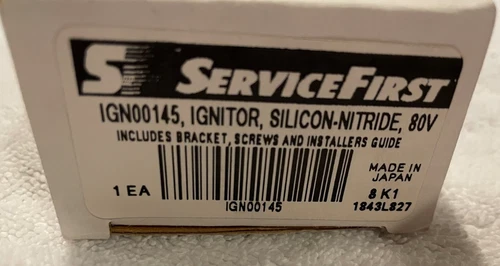 S SERVICEFIRST
IGN00145, IGNITOR, SILICON-NITRIDE, 80V
INCLUDES BRACKET, SCREWS AND INSTALLERS GUIDE
1 EA
MADE IN
JAPAN
8 K1
IGN00145
1843L827